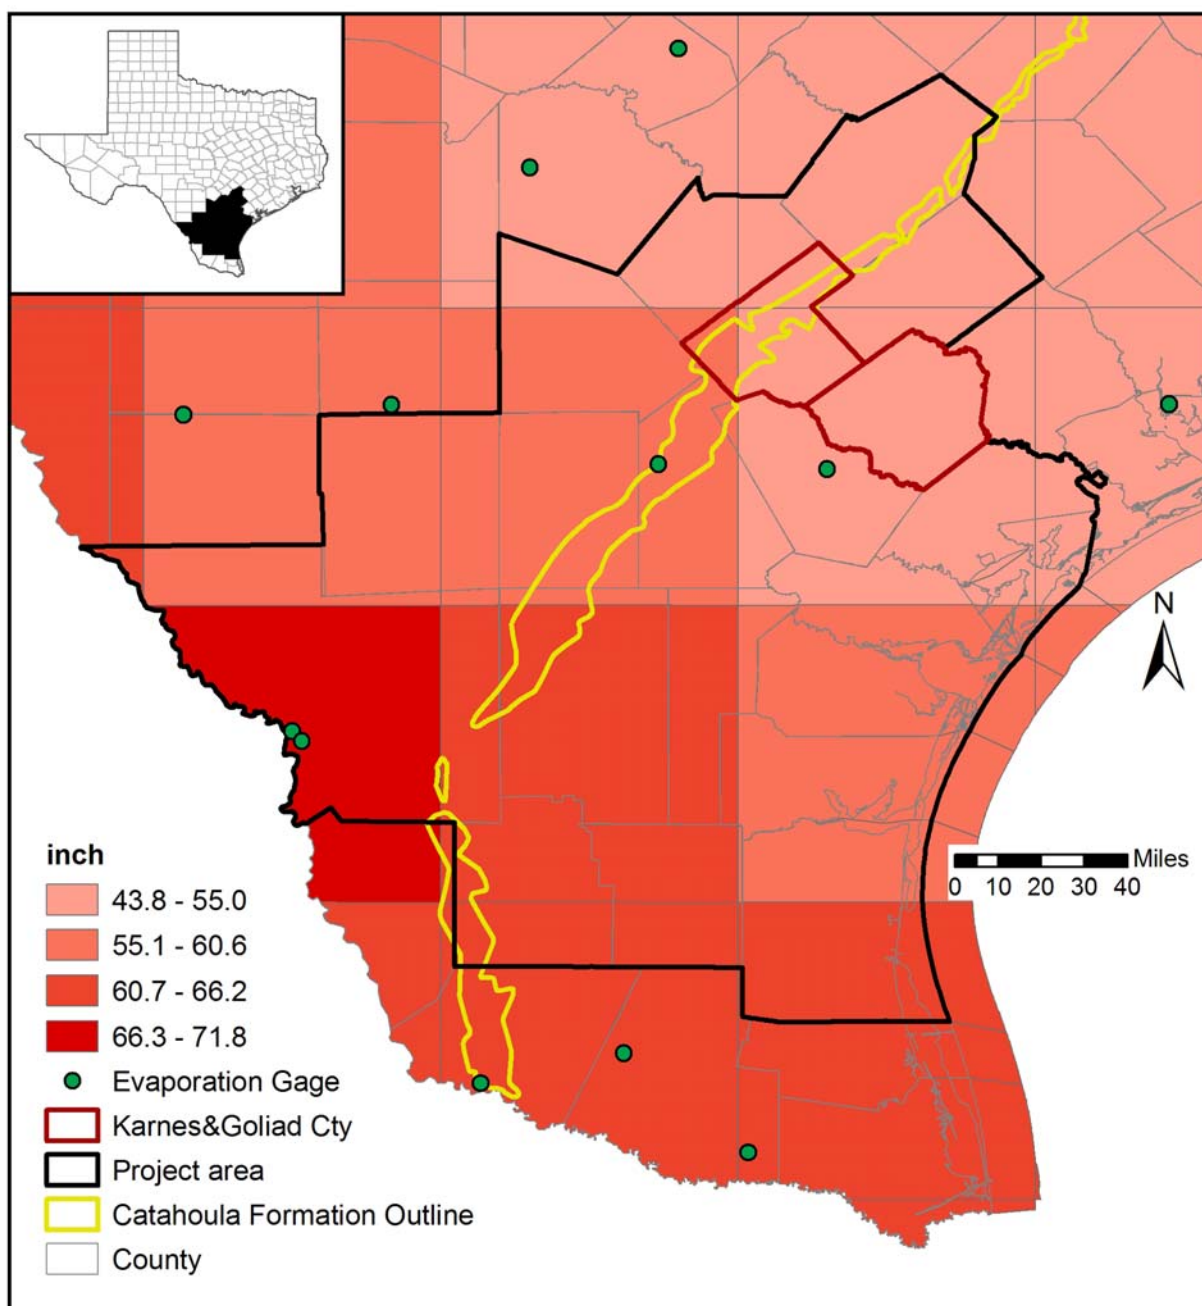 N
Miles
0 10 20 30 40
inch
43.8 - 55.0
55.1 - 60.6
60.7 - 66.2
66.3 - 71.8
Evaporation Gage
Karnes&Goliad Cty
Project area
Catahoula Formation Outline
County